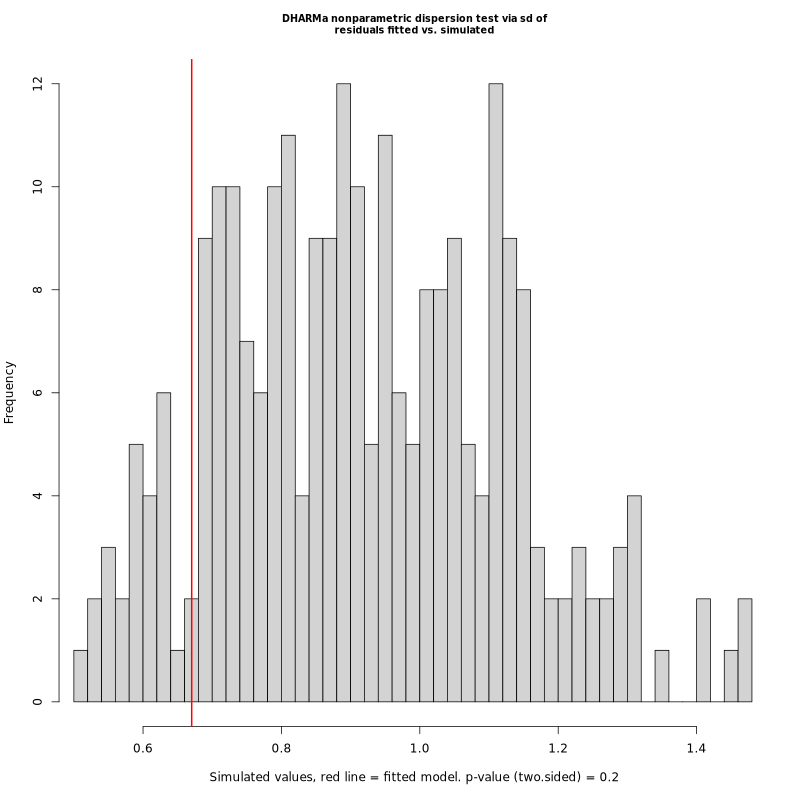 DHARMa nonparametric dispersion test via sd of
residuals fitted vs. simulated
Frequency
12
10
8
6
4
2
0
0.6 0.8 1.0 1.2 1.4
Simulated values, red line = fitted model. p-value (two.sided) = 0.2